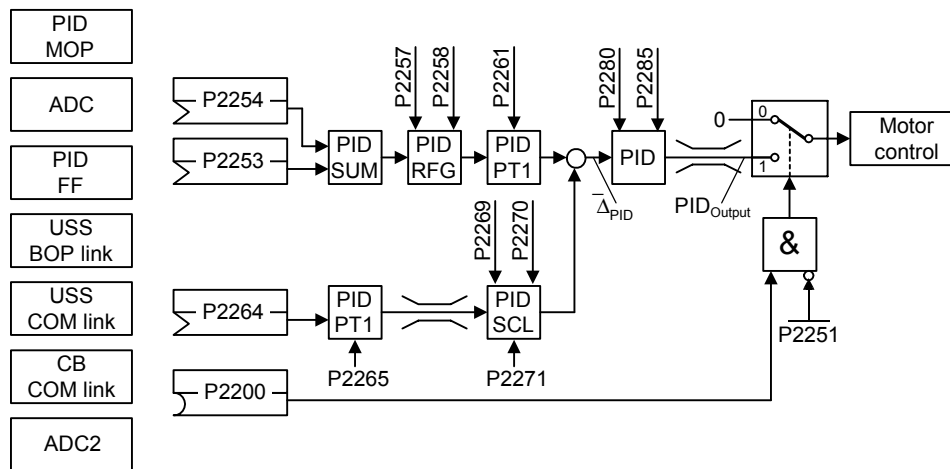 PID
MOP
ADC
PID
FF
USS
BOP link
USS
COM link
CB
COM link
ADC2
P2254
P2253
P2264
P2200
PID
SUM
P2257
P2258
PID
RFG
P2261
PID
PT1
P2280
P2285
PID
Δ̅PID
PIDOutput
0
0
1
Motor
control
&
P2251
PID
PT1
P2265
P2269
P2270
PID
SCL
P2271